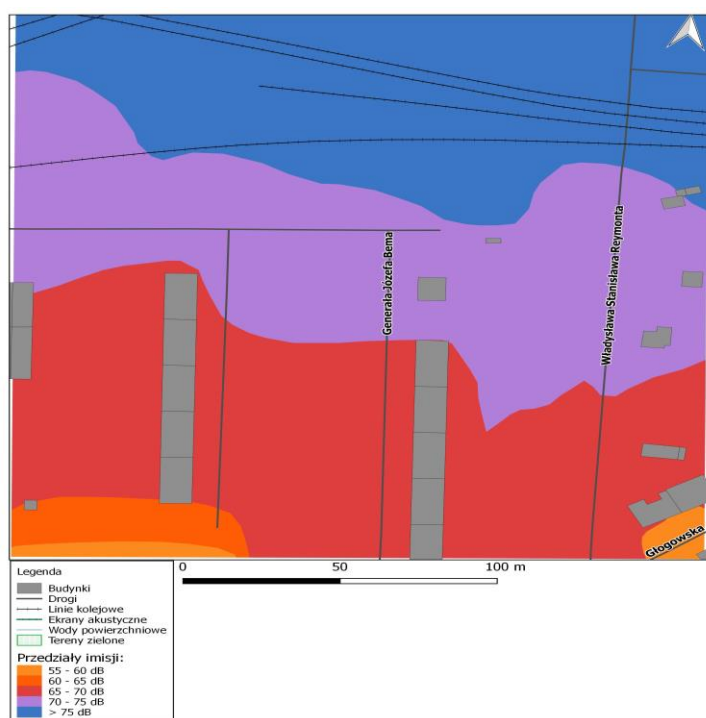 Generała Józefa Bema
Władysława Stanisława Reymonta
Głogowska
0 50 100 m
Legenda
Budynki
Drogi
Linie kolejowe
Ekrany akustyczne
Wody powierzchniowe
Tereny zielone
Przedziały imisji:
55 - 60 dB
60 - 65 dB
65 - 70 dB
70 - 75 dB
> 75 dB